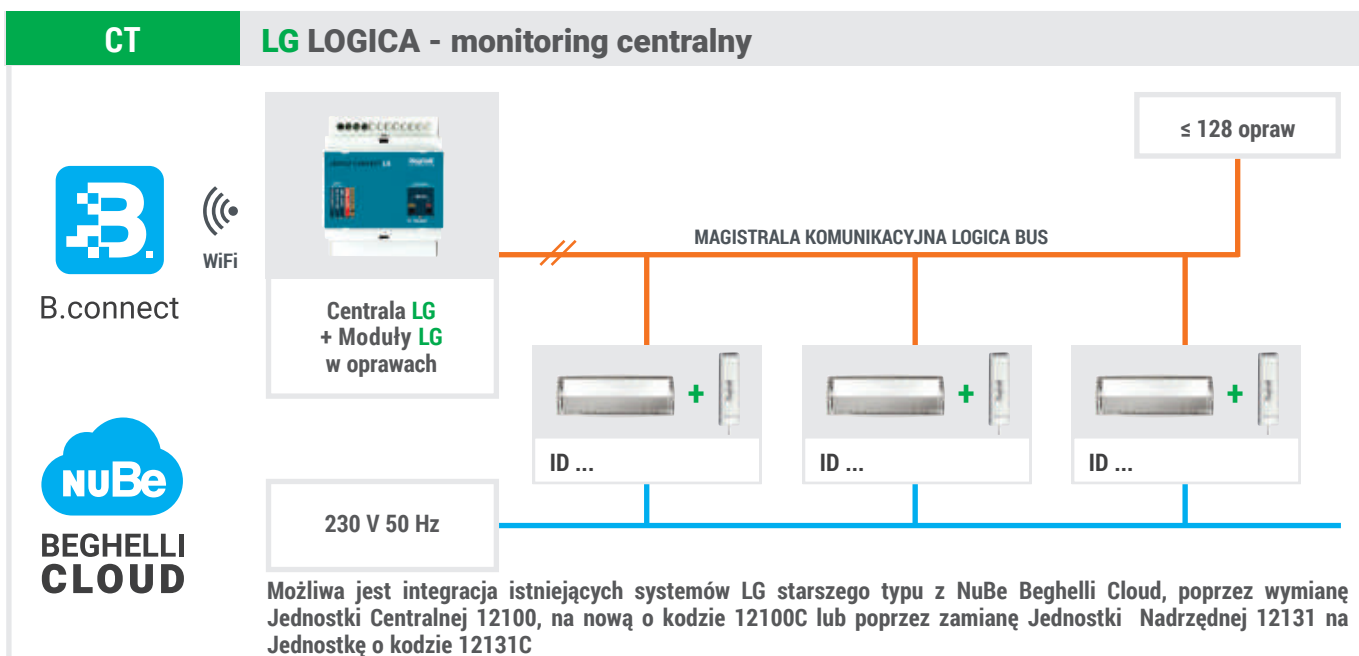 CT
LG LOGICA - monitoring centralny
≤ 128 opraw
MAGISTRALA KOMUNIKACYJNA LOGICA BUS
WiFi
B.connect
Centrala LG
+ Moduły LG
w oprawach
+
+
+
ID ...
ID ...
ID ...
NUBe
BEGHELLI
CLOUD
230 V 50 Hz
Możliwa jest integracja istniejących systemów LG starszego typu z NuBe Beghelli Cloud, poprzez wymianę
Jednostki Centralnej 12100, na nową o kodzie 12100C lub poprzez zamianę Jednostki Nadrzędnej 12131 na
Jednostkę o kodzie 12131C